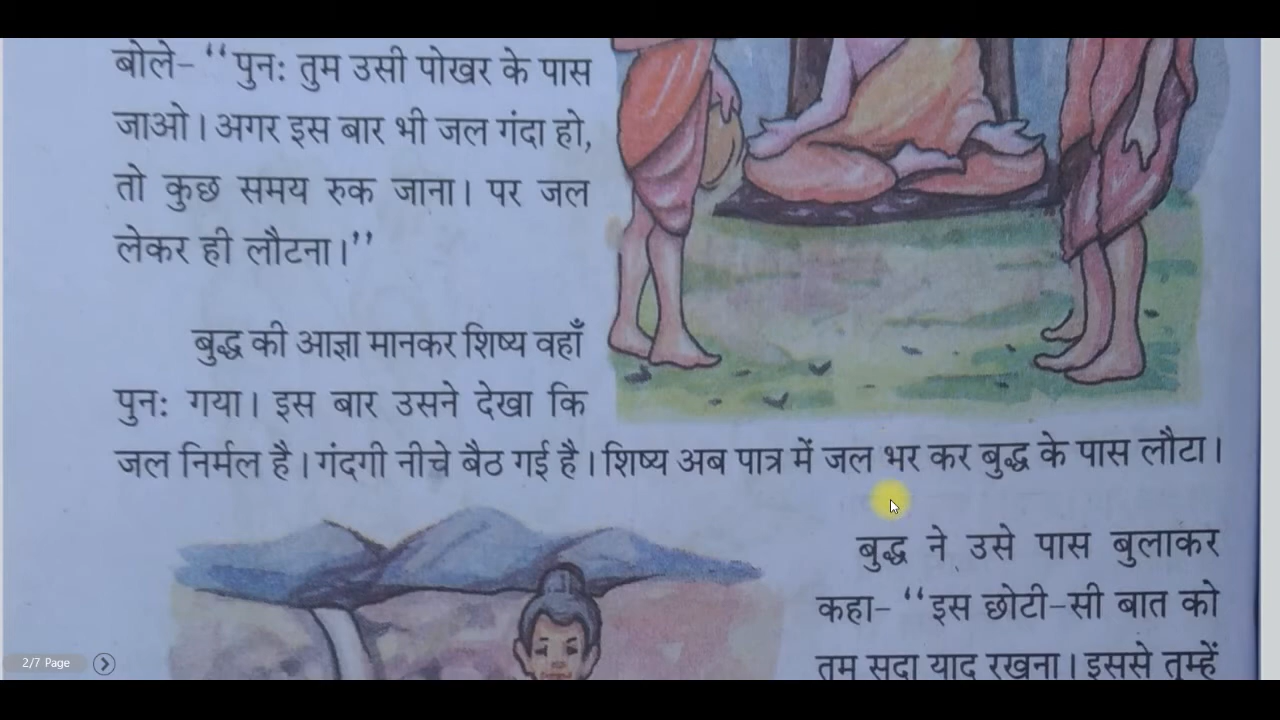 बोले- ‘‘पुनः तुम उसी पोखर के पास
जाओ। अगर इस बार भी जल गंदा हो,
तो कुछ समय रुक जाना। पर जल
लेकर ही लौटना।’’
बुद्ध की आज्ञा मानकर शिष्य वहाँ
पुनः गया। इस बार उसने देखा कि
जल निर्मल है। गंदगी नीचे बैठ गई है। शिष्य अब पात्र में जल भर कर बुद्ध के पास लौटा।
बुद्ध ने उसे पास बुलाकर
कहा- ‘‘इस छोटी-सी बात को
तुम सदा याद रखना। इससे तुम्हें
2/7 Page